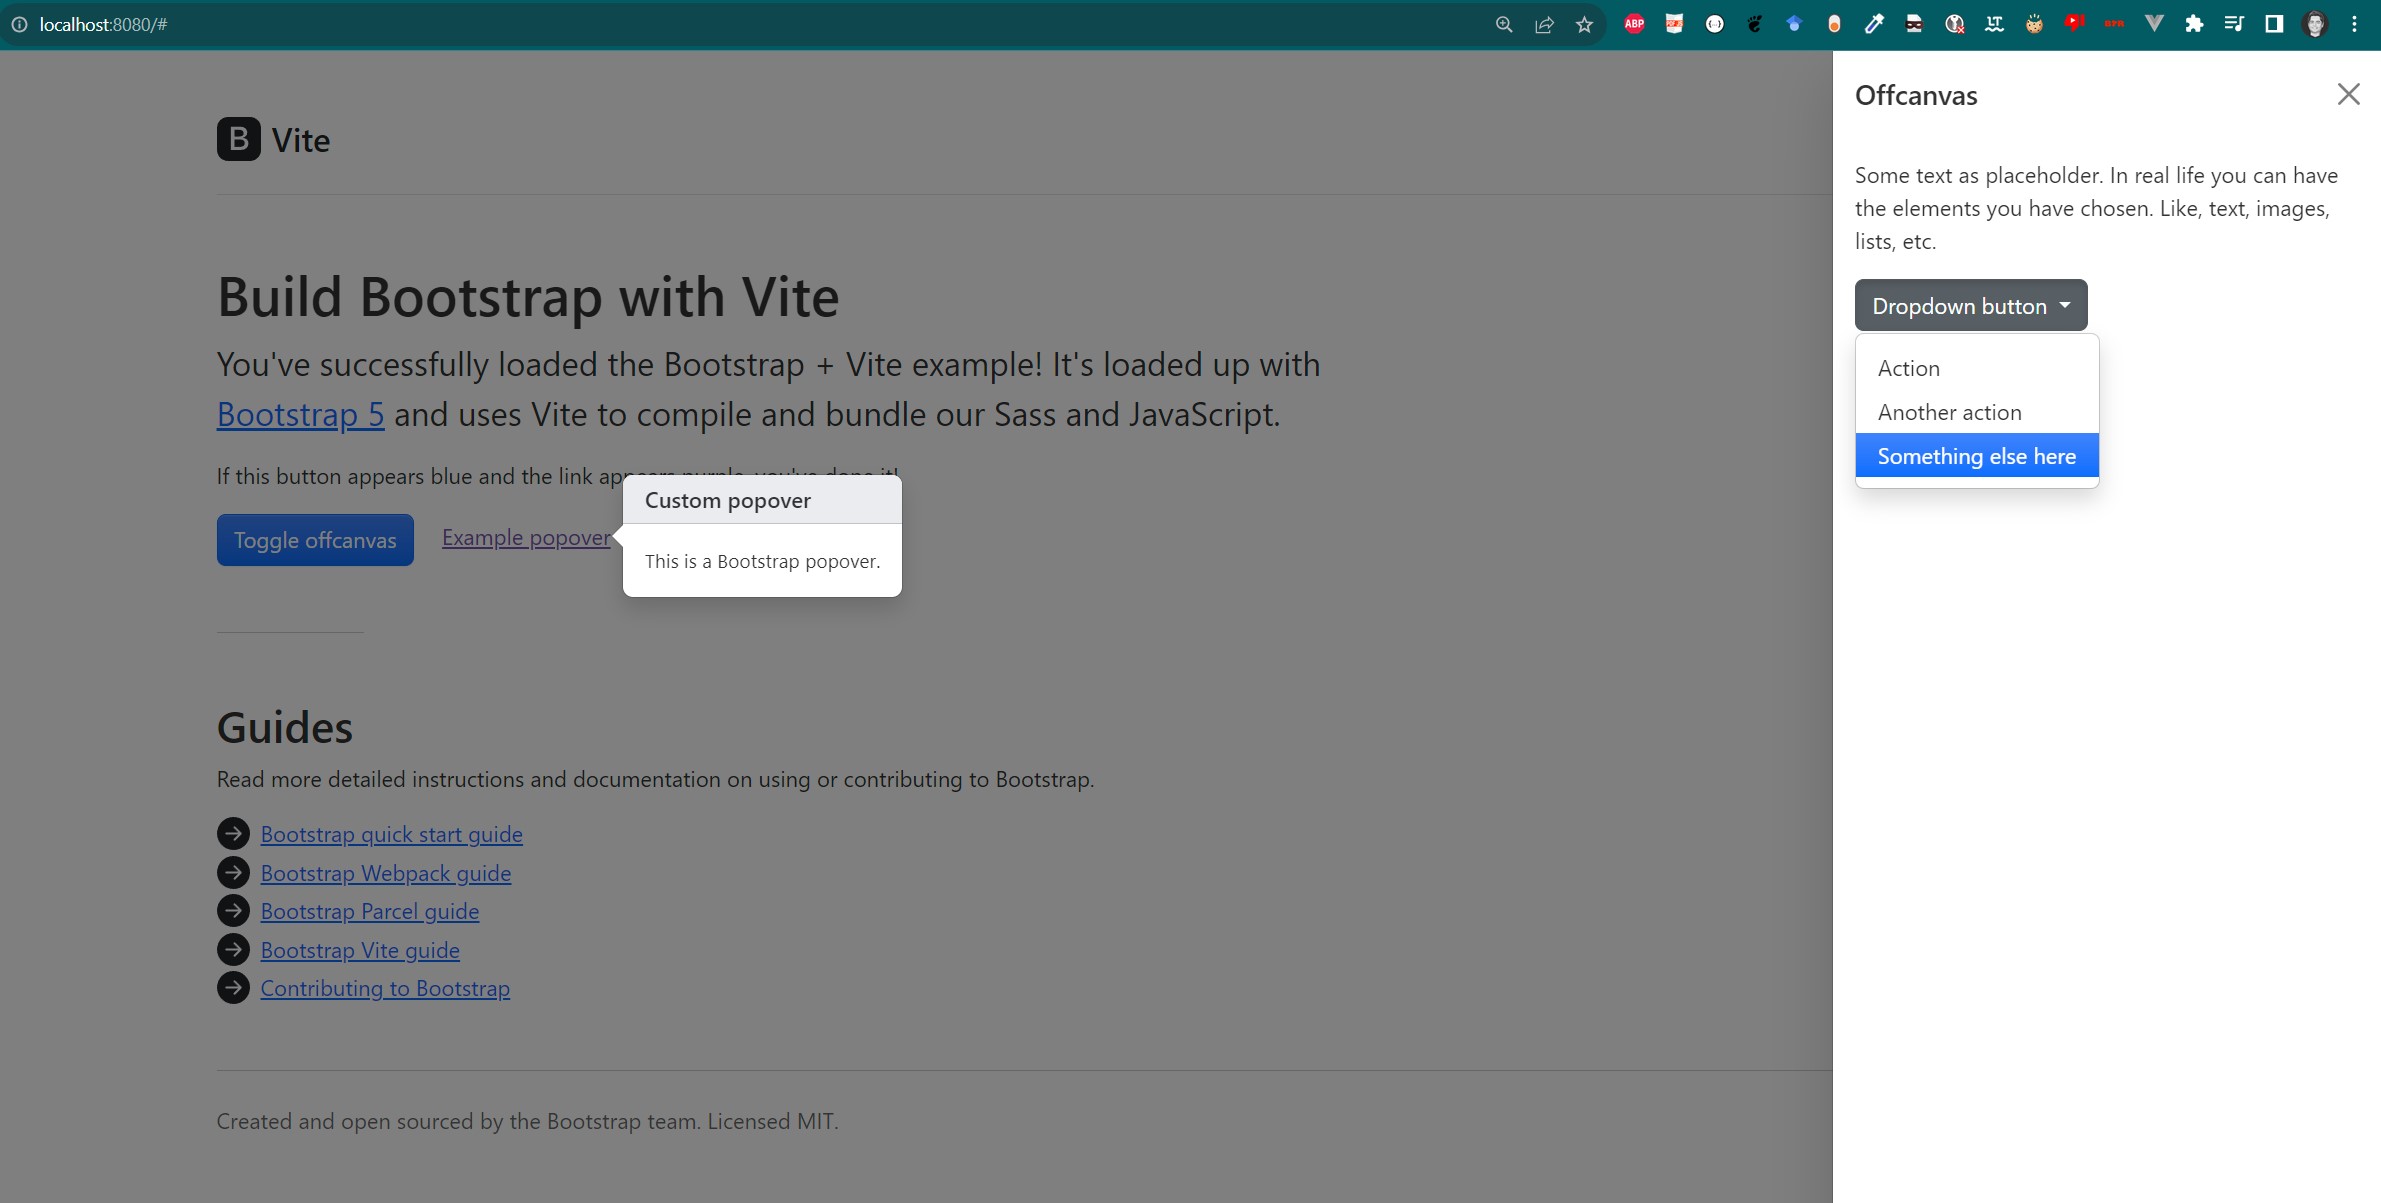 localhost:8080/#
ABP
B Vite
Build Bootstrap with Vite
You've successfully loaded the Bootstrap + Vite example! It's loaded up with
Bootstrap 5 and uses Vite to compile and bundle our Sass and JavaScript.
If this button appears blue and the link appears purple, you've done it!
Toggle offcanvas
Example popover
Custom popover
This is a Bootstrap popover.
Guides
Read more detailed instructions and documentation on using or contributing to Bootstrap.
Bootstrap quick start guide
Bootstrap Webpack guide
Bootstrap Parcel guide
Bootstrap Vite guide
Contributing to Bootstrap
Created and open sourced by the Bootstrap team. Licensed MIT.
Offcanvas
Some text as placeholder. In real life you can have
the elements you have chosen. Like, text, images,
lists, etc.
Dropdown button
Action
Another action
Something else here